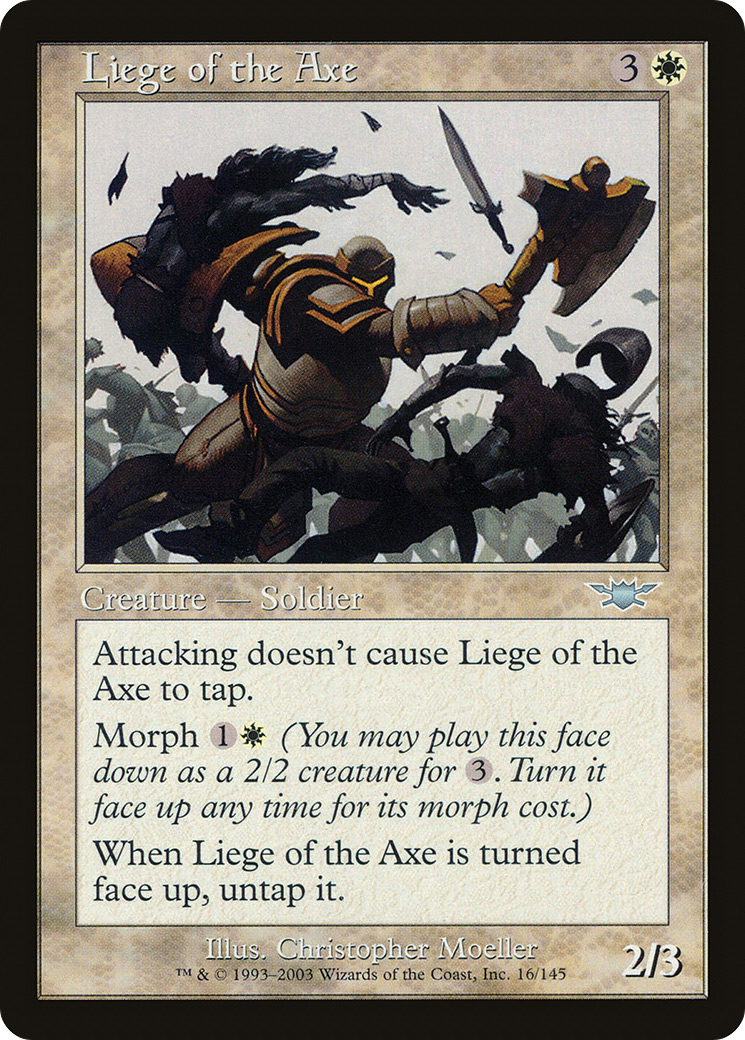 Liege of the Axe 3
Creature — Soldier
Attacking doesn't cause Liege of the
Axe to tap.
Morph 1 (You may play this face
down as a 2/2 creature for 3. Turn it
face up any time for its morph cost.)
When Liege of the Axe is turned
face up, untap it.
Illus. Christopher Moeller
™ & © 1993–2003 Wizards of the Coast, Inc. 16/145
2/3